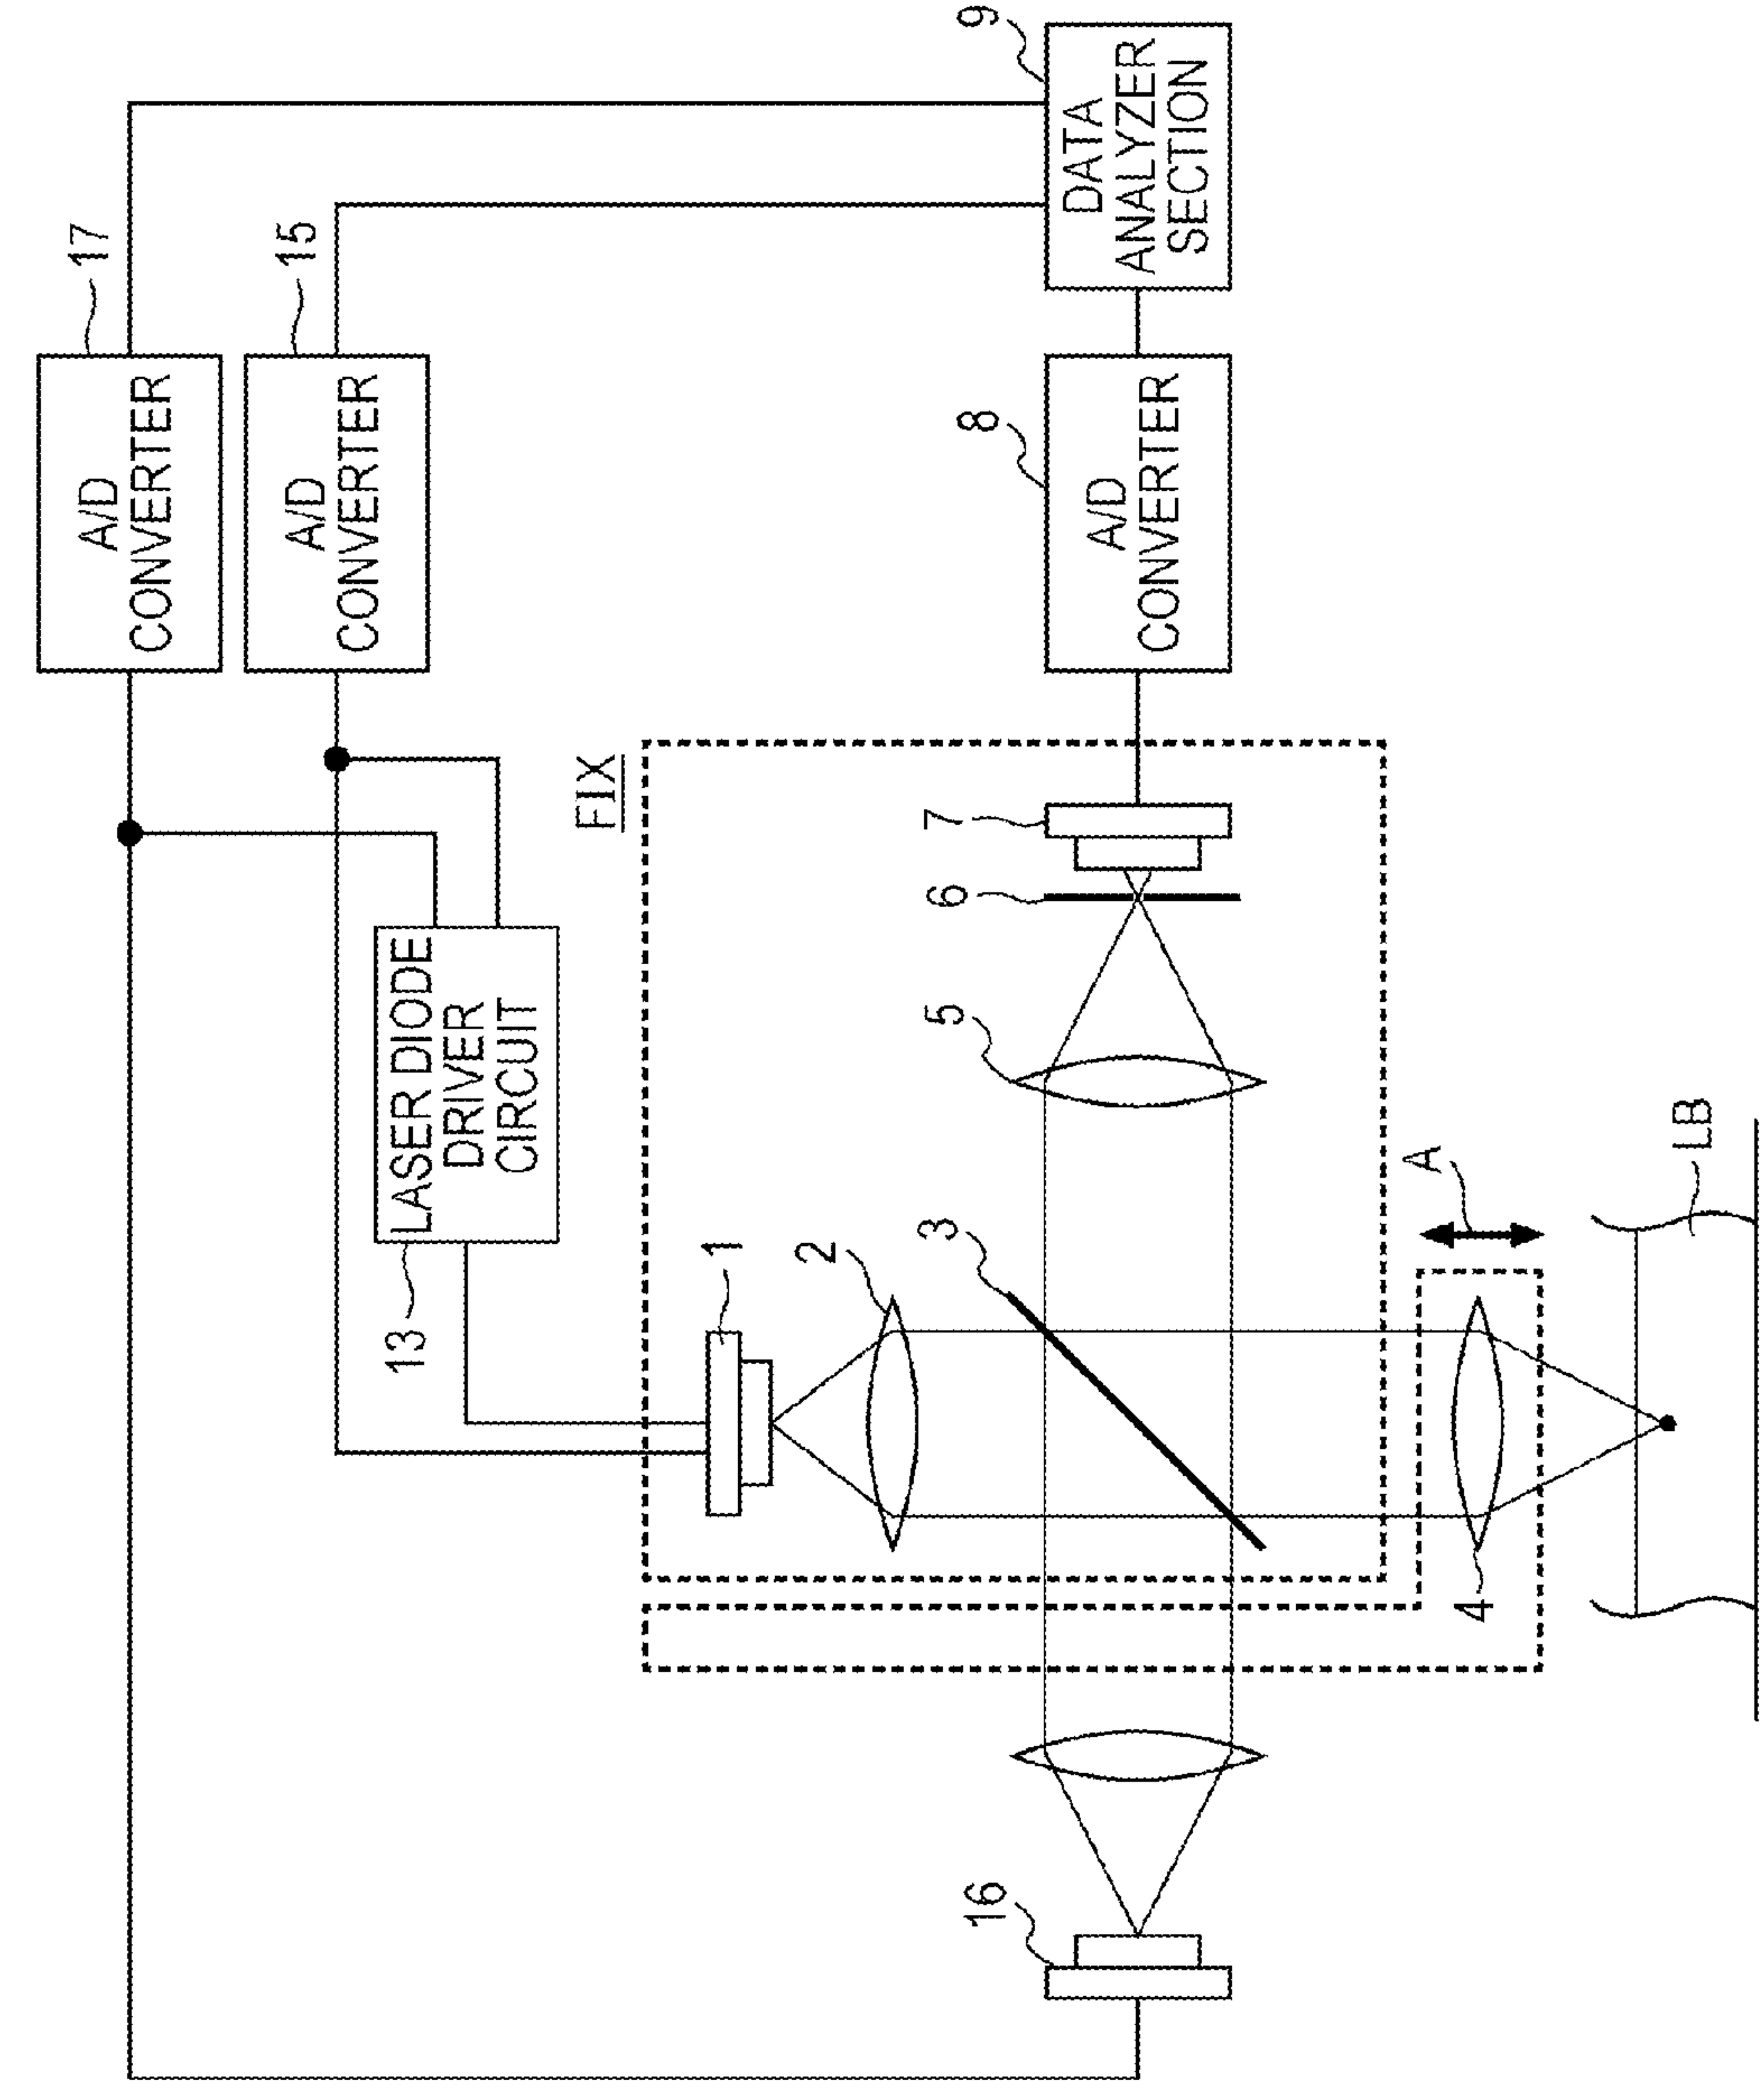 17
A/D
CONVERTER
15
A/D
CONVERTER
9
DATA
ANALYZER
SECTION
8
A/D
CONVERTER
LASER DIODE
DRIVER
CIRCUIT
13
FIX
7
6
5
1
2
3
A
LB
4
16